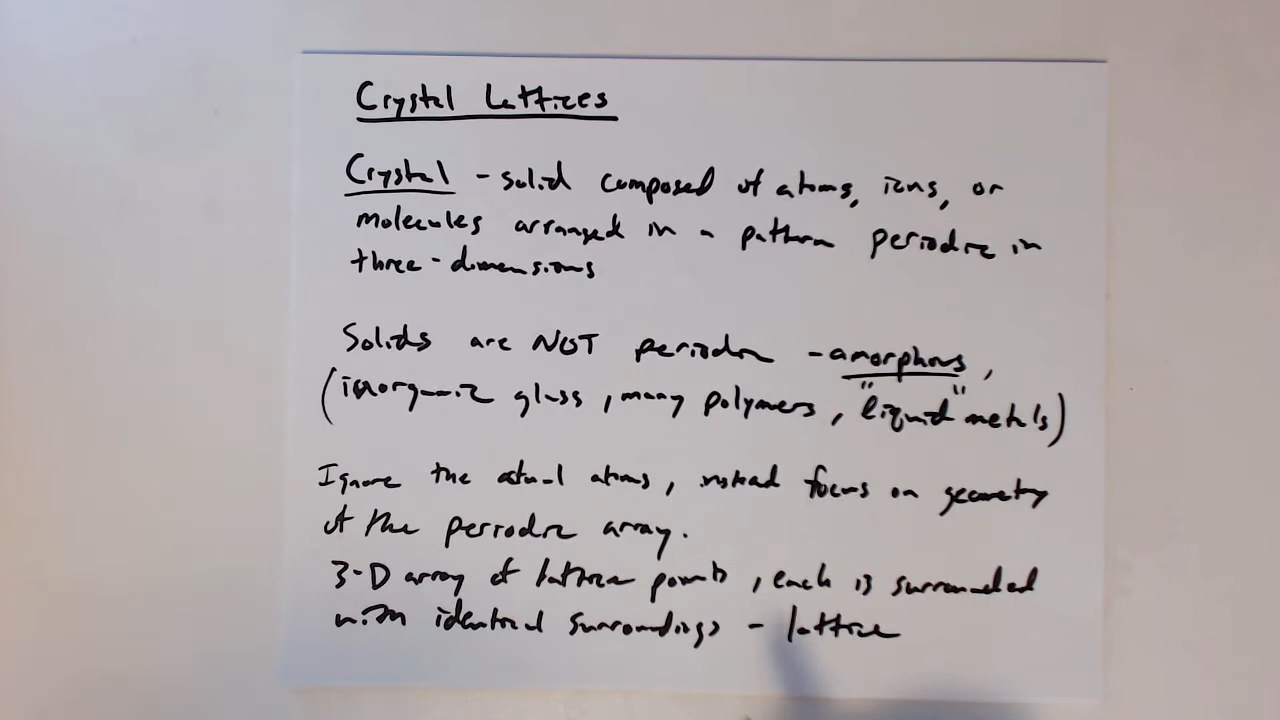 Crystal Lattices
Crystal - solid composed of atoms, ions, or
molecules arranged in a pattern periodic in
three-dimensions
Solids are NOT periodic - amorphous,
(inorganic glass, many polymers, "liquid" metals)
Ignore the actual atoms, instead focus on geometry
of the periodic array.
3-D array of lattice points, each is surrounded
with identical surroundings - lattice